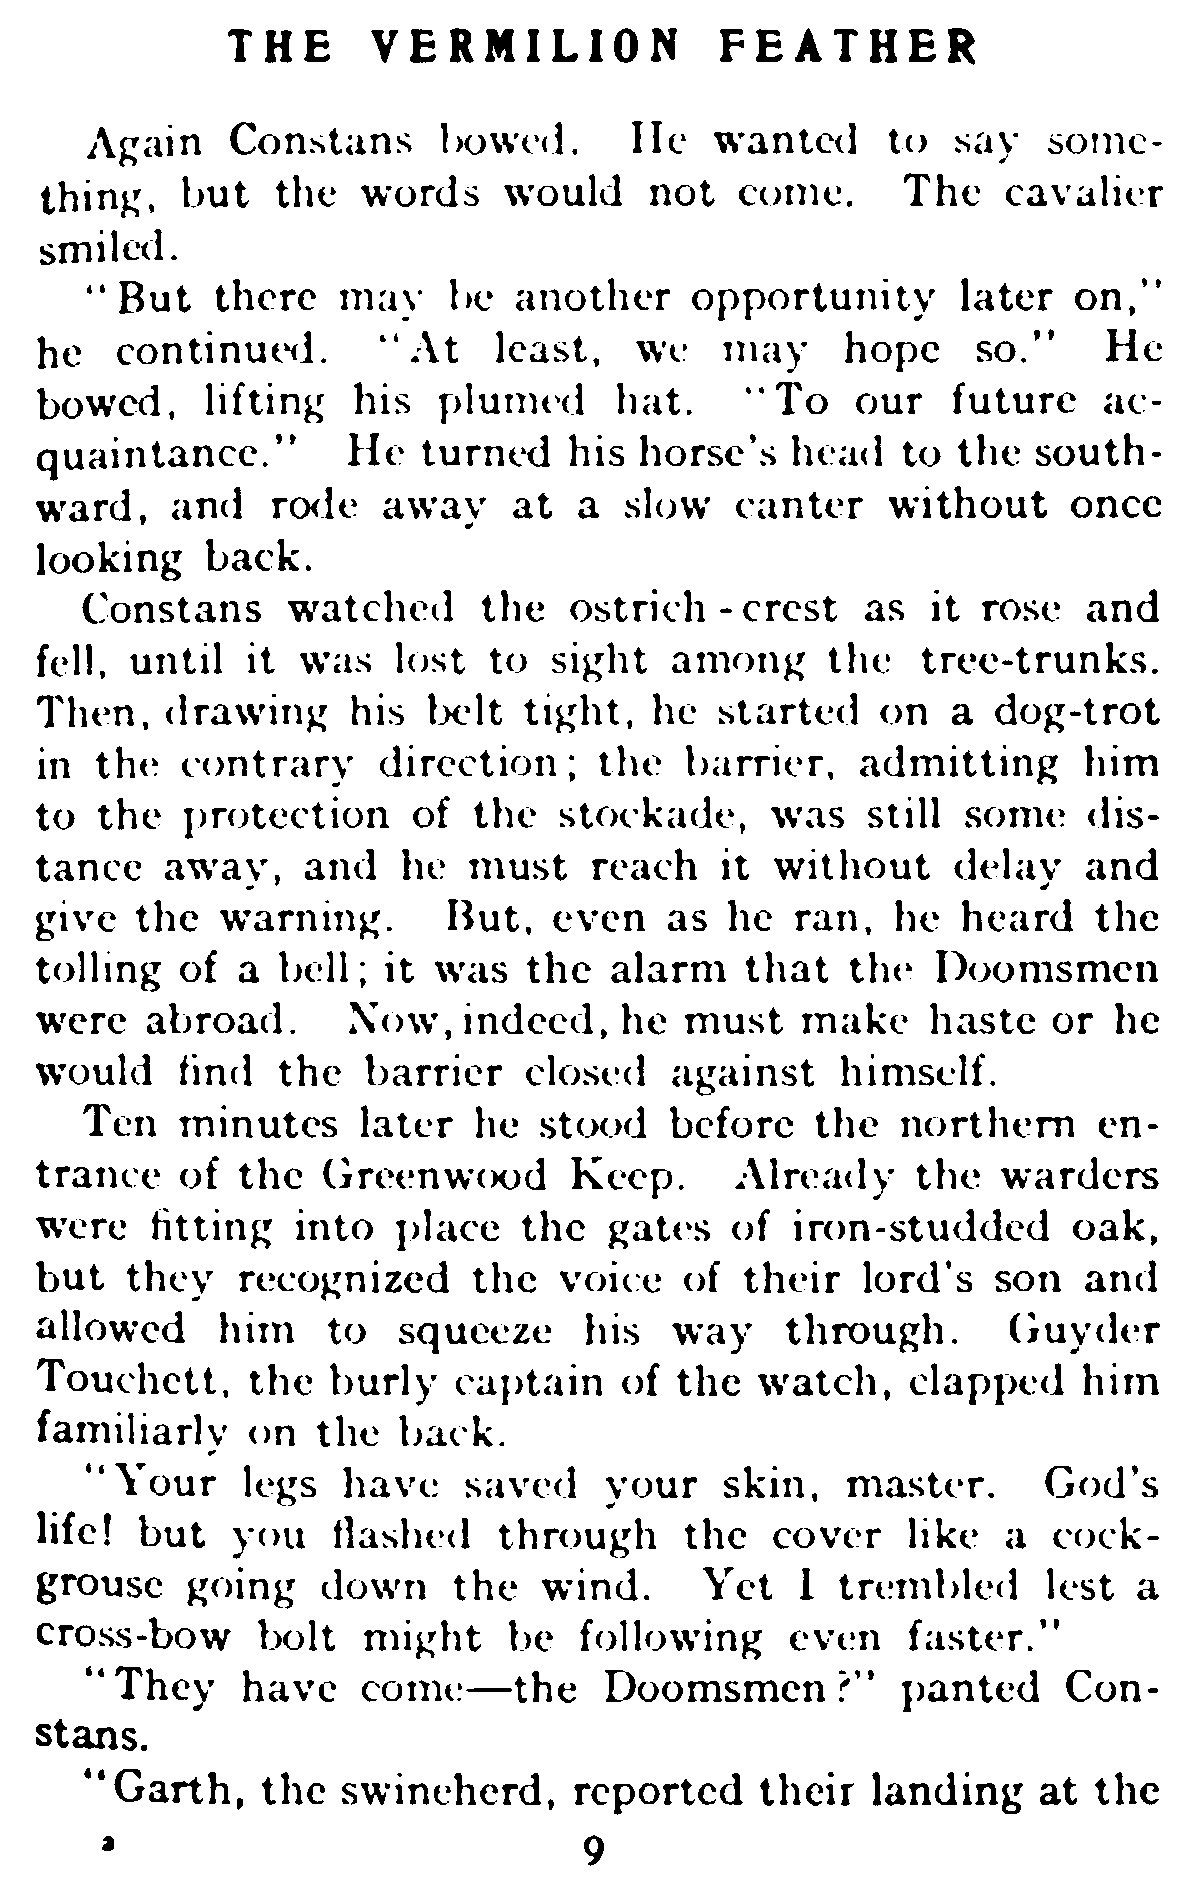 THE VERMILION FEATHER
Again Constans bowed. He wanted to say some-
thing, but the words would not come. The cavalier
smiled.
"But there may be another opportunity later on,"
he continued. "At least, we may hope so." He
bowed, lifting his plumed hat. "To our future ac-
quaintance." He turned his horse's head to the south-
ward, and rode away at a slow canter without once
looking back.
Constans watched the ostrich-crest as it rose and
fell, until it was lost to sight among the tree-trunks.
Then, drawing his belt tight, he started on a dog-trot
in the contrary direction; the barrier, admitting him
to the protection of the stockade, was still some dis-
tance away, and he must reach it without delay and
give the warning. But, even as he ran, he heard the
tolling of a bell; it was the alarm that the Doomsmen
were abroad. Now, indeed, he must make haste or he
would find the barrier closed against himself.
Ten minutes later he stood before the northern en-
trance of the Greenwood Keep. Already the warders
were fitting into place the gates of iron-studded oak,
but they recognized the voice of their lord's son and
allowed him to squeeze his way through. Guyder
Touchett, the burly captain of the watch, clapped him
familiarly on the back.
"Your legs have saved your skin, master. God's
life! but you flashed through the cover like a cock-
grouse going down the wind. Yet I trembled lest a
cross-bow bolt might be following even faster."
"They have come—the Doomsmen?" panted Con-
stans.
"Garth, the swineherd, reported their landing at the
2 9